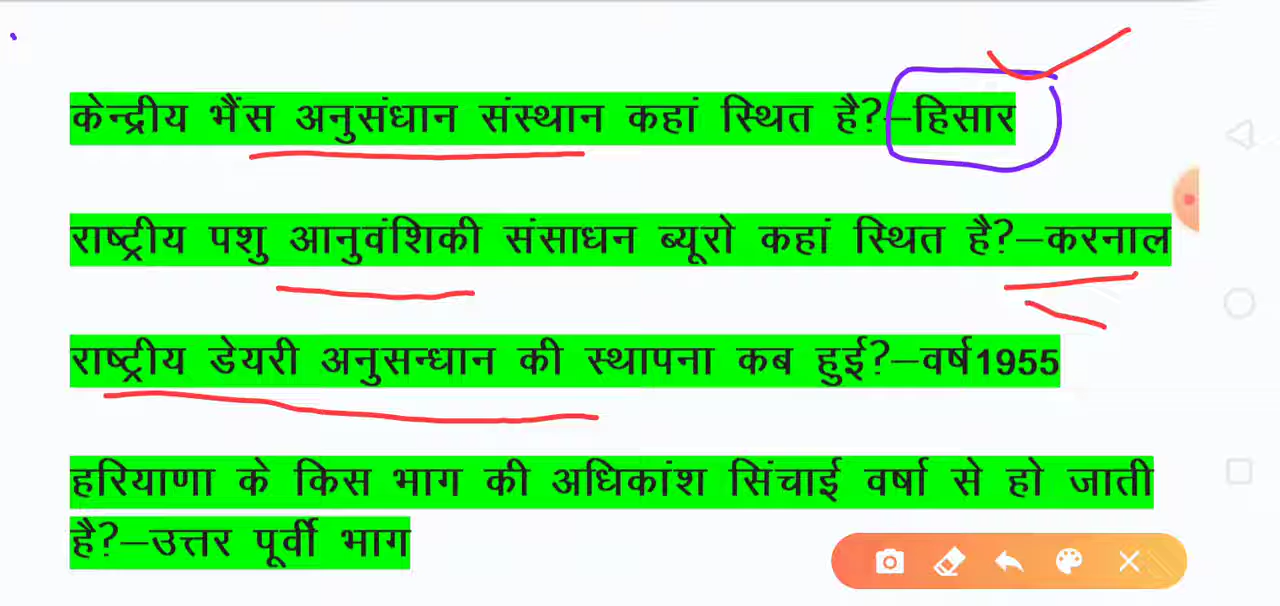 केन्द्रीय भैंस अनुसंधान संस्थान कहां स्थित है?–हिसार
राष्ट्रीय पशु आनुवंशिकी संसाधन ब्यूरो कहां स्थित है?–करनाल
राष्ट्रीय डेयरी अनुसन्धान की स्थापना कब हुई?–वर्ष1955
हरियाणा के किस भाग की अधिकांश सिंचाई वर्षा से हो जाती
है?–उत्तर पूर्वी भाग